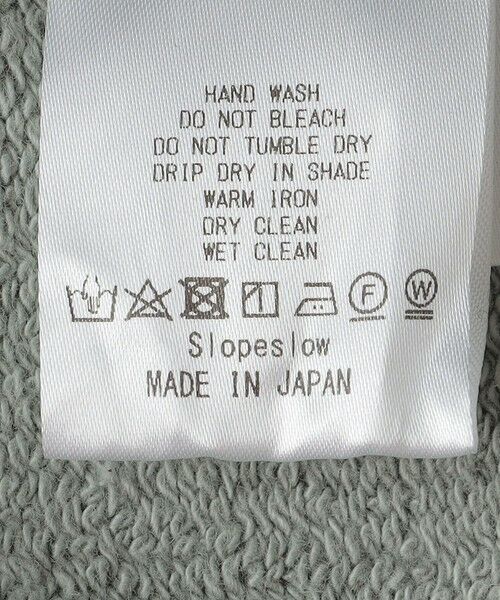 HAND WASH
DO NOT BLEACH
DO NOT TUMBLE DRY
DRIP DRY IN SHADE
WARM IRON
DRY CLEAN
WET CLEAN
F W
Slopeslow
MADE IN JAPAN